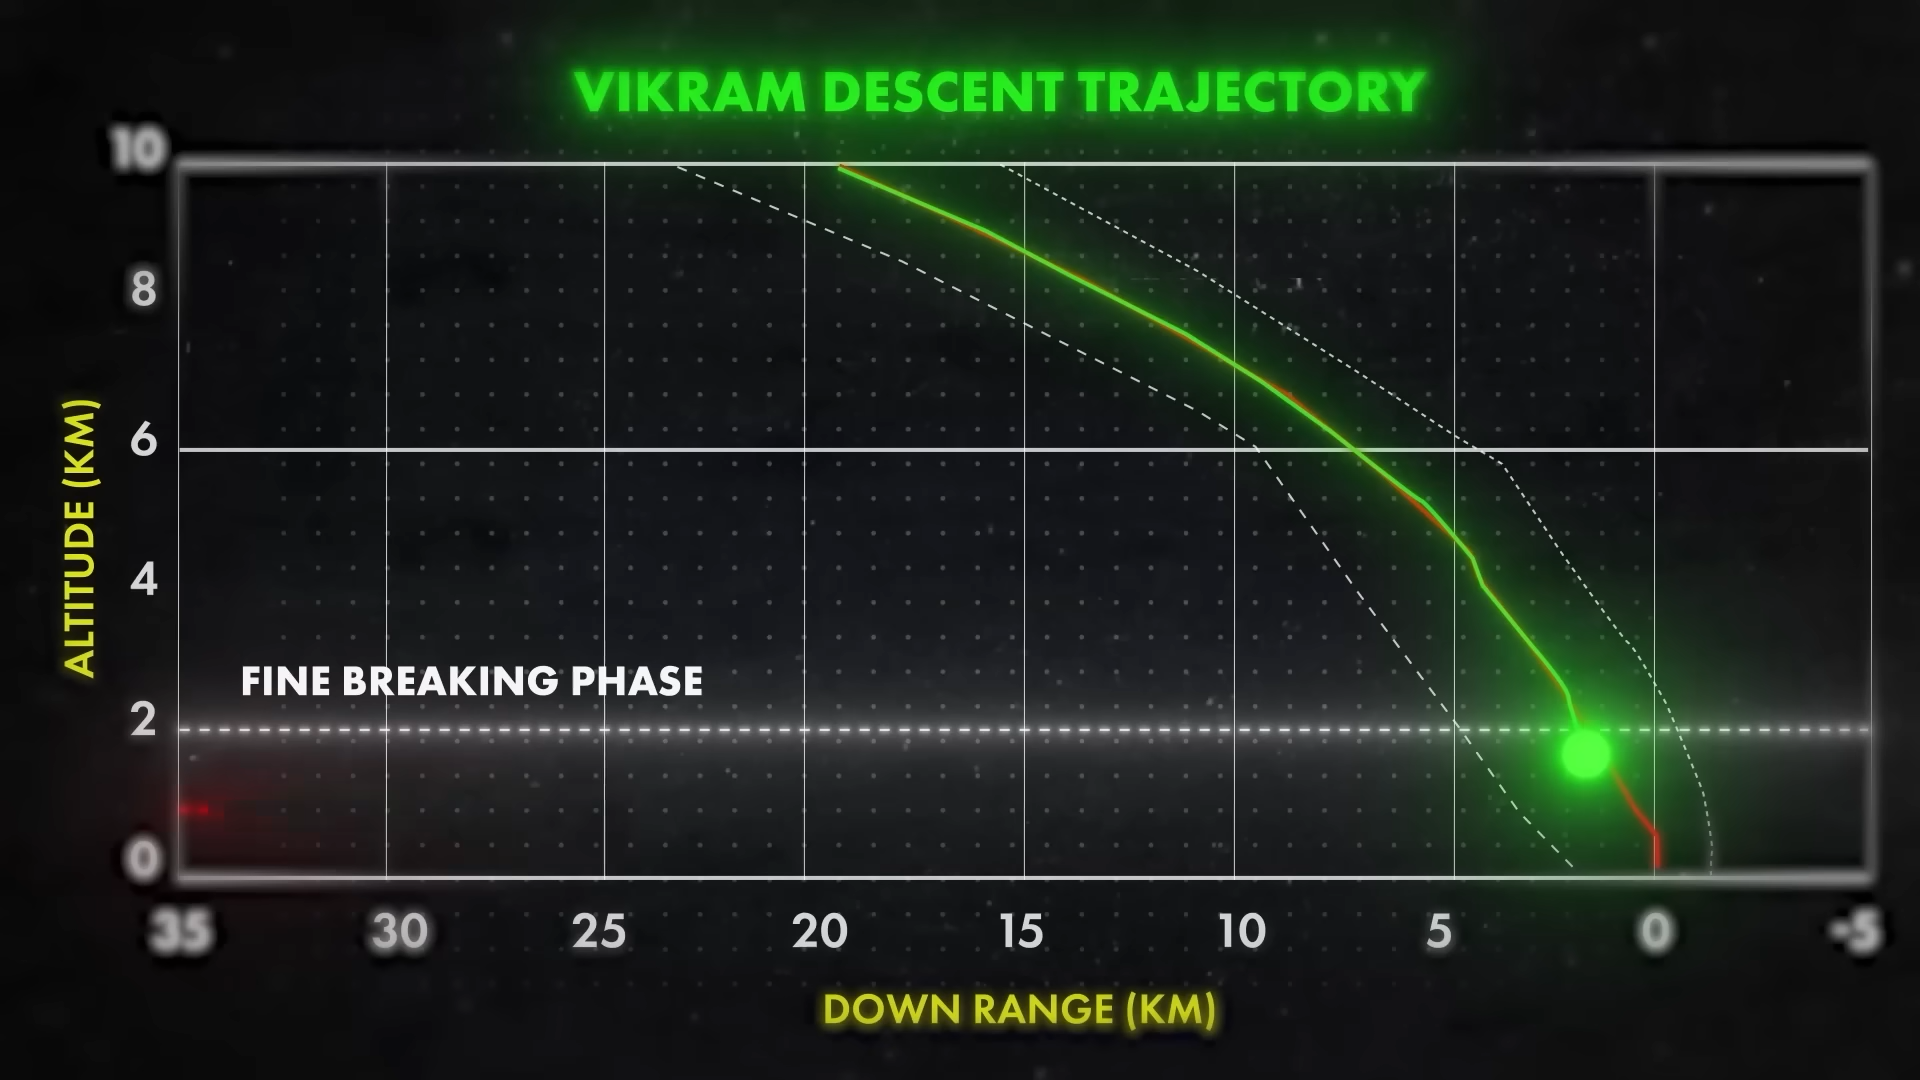 VIKRAM DESCENT TRAJECTORY
10
8
6
4
2
0
ALTITUDE (KM)
FINE BREAKING PHASE
35 30 25 20 15 10 5 0 -5
DOWN RANGE (KM)